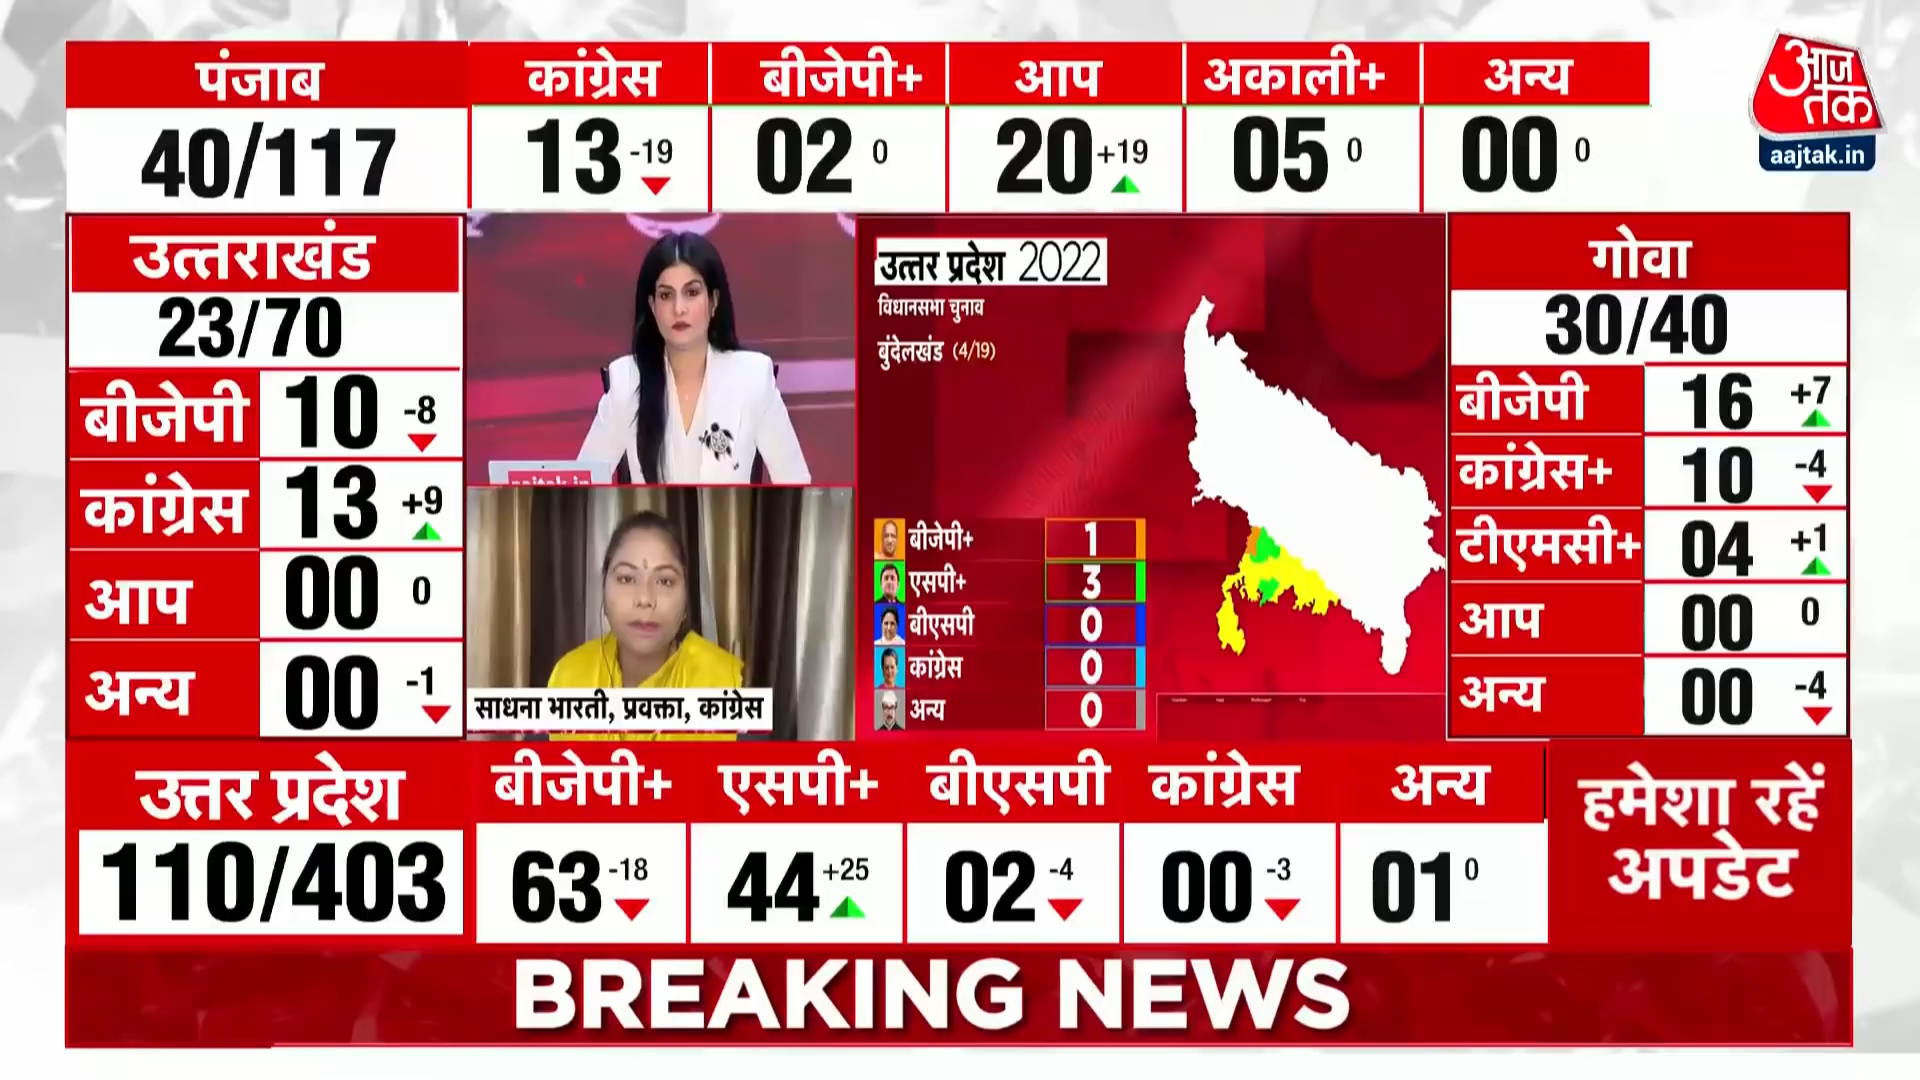 पंजाब
40/117
कांग्रेस
13 -19
बीजेपी+
02 0
आप
20 +19
अकाली+
05 0
अन्य
00 0
आज तक
aajtak.in
उत्तराखंड
23/70
बीजेपी 10 -8
कांग्रेस 13 +9
आप 00 0
अन्य 00 -1
aajtak.in
साधना भारती, प्रवक्ता, कांग्रेस
उत्तर प्रदेश 2022
विधानसभा चुनाव
बुंदेलखंड (4/19)
बीजेपी+ 1
एसपी+ 3
बीएसपी 0
कांग्रेस 0
अन्य 0
गोवा
30/40
बीजेपी 16 +7
कांग्रेस+ 10 -4
टीएमसी+ 04 +1
आप 00 0
अन्य 00 -4
उत्तर प्रदेश
110/403
बीजेपी+
63 -18
एसपी+
44 +25
बीएसपी
02 -4
कांग्रेस
00 -3
अन्य
01 0
हमेशा रहें
अपडेट
BREAKING NEWS